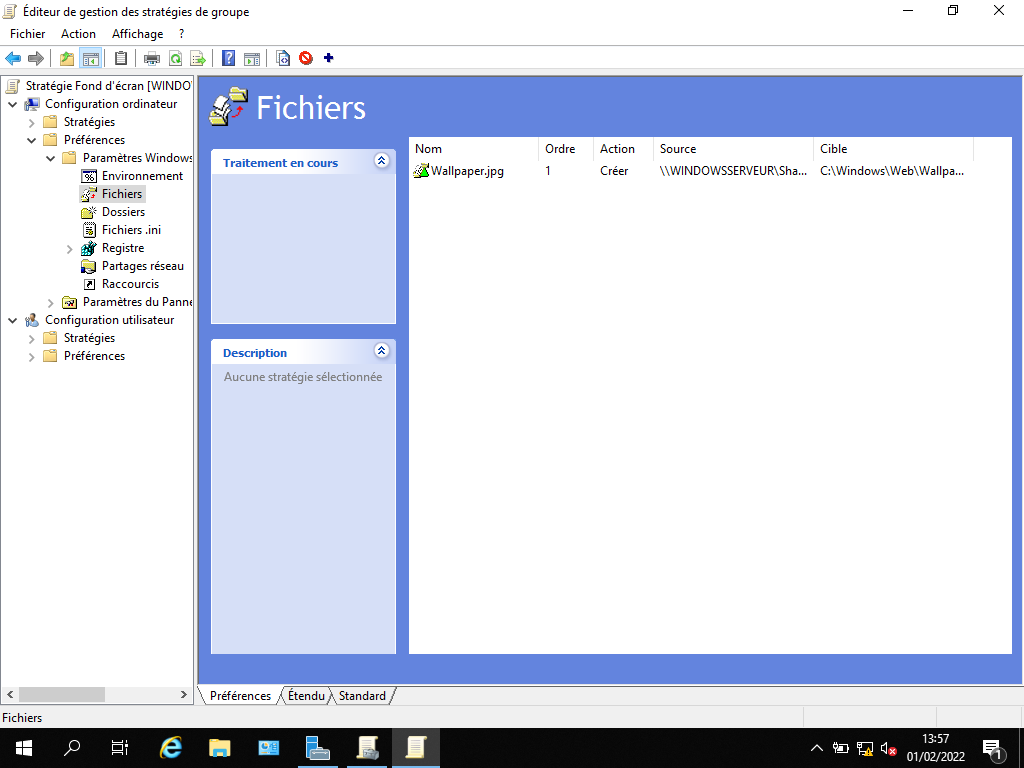 Éditeur de gestion des stratégies de groupe
Fichier Action Affichage ?
Stratégie Fond d'écran [WINDO
Configuration ordinateur
Stratégies
Préférences
Paramètres Windows
Environnement
Fichiers
Dossiers
Fichiers .ini
Registre
Partages réseau
Raccourcis
Paramètres du Panne
Configuration utilisateur
Stratégies
Préférences
Fichiers
Traitement en cours
Description
Aucune stratégie sélectionnée
Nom Ordre Action Source Cible
Wallpaper.jpg 1 Créer \\WINDOWSSERVEUR\Sha... C:\Windows\Web\Wallpa...
Préférences Étendu Standard
Fichiers
13:57
01/02/2022
1